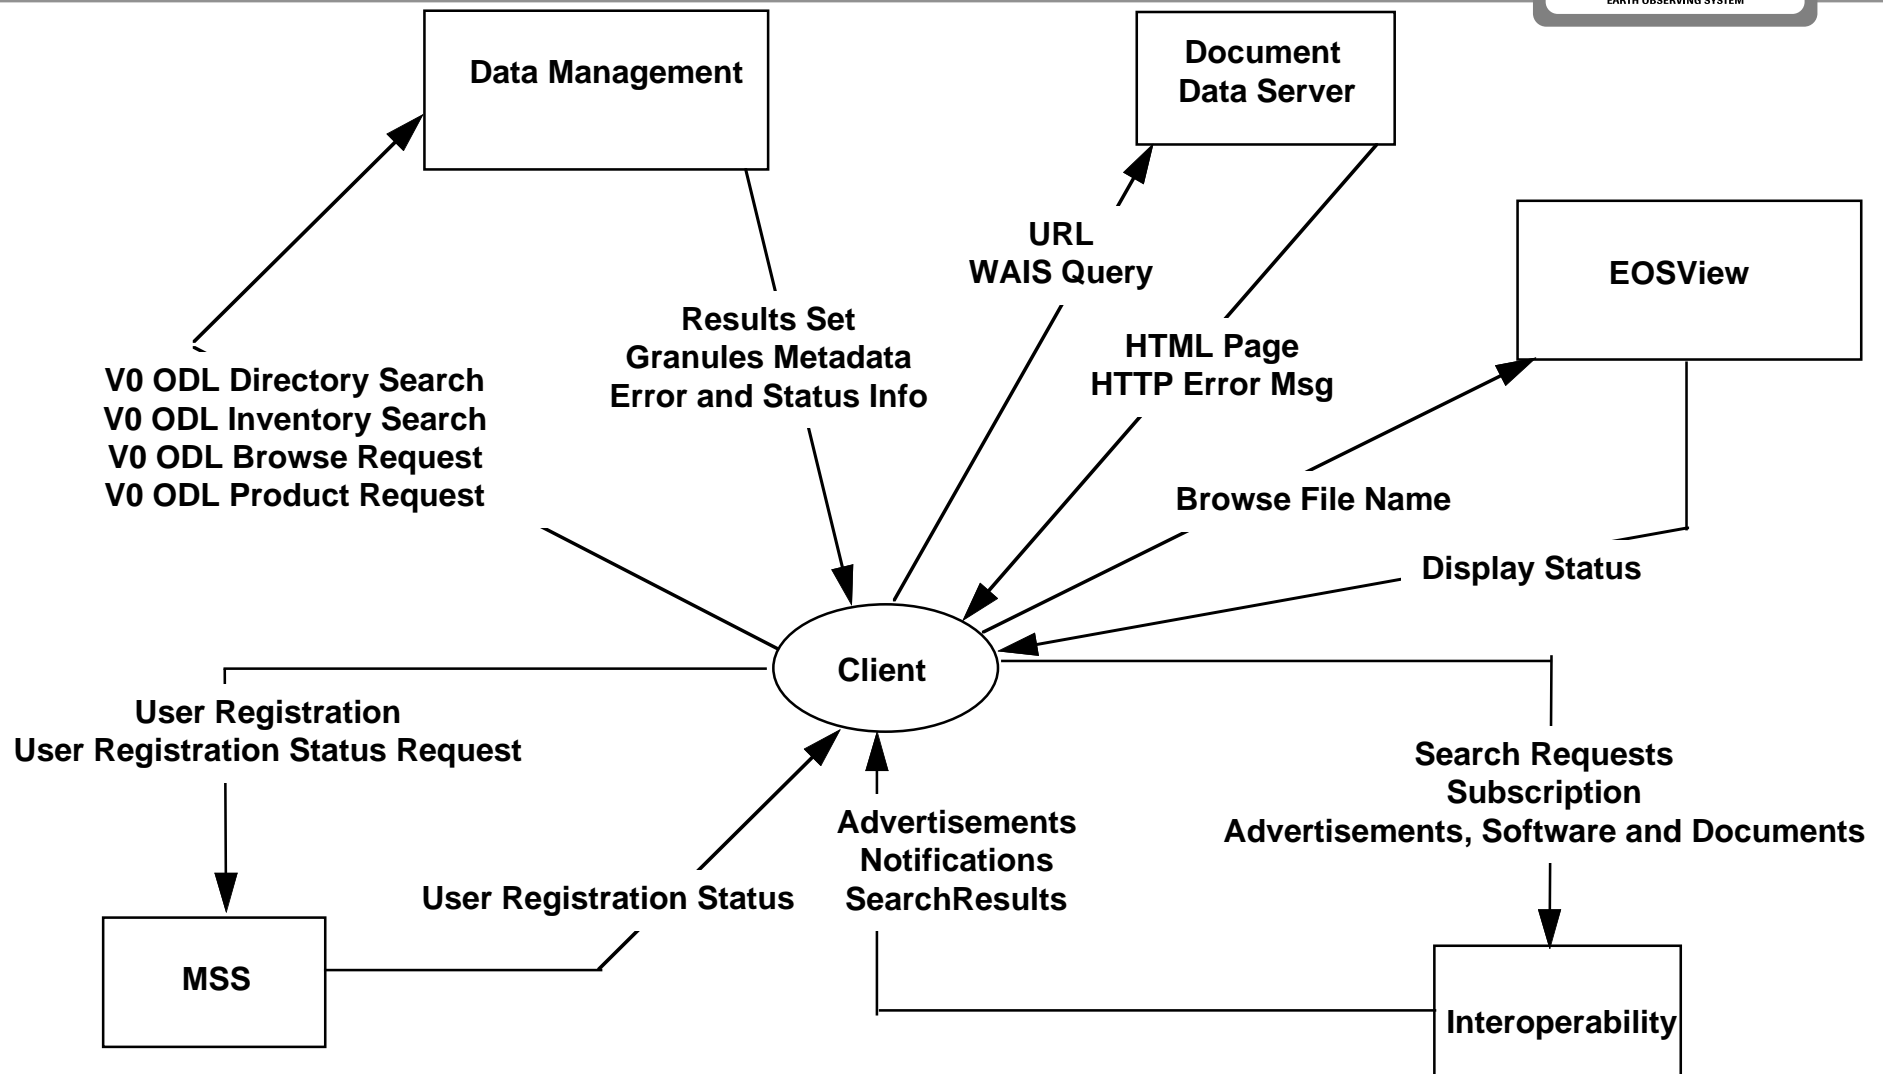 EARTH OBSERVING SYSTEM
Data Management
Document
Data Server
URL
WAIS Query
EOSView
Results Set
Granules Metadata
Error and Status Info
HTML Page
HTTP Error Msg
V0 ODL Directory Search
V0 ODL Inventory Search
V0 ODL Browse Request
V0 ODL Product Request
Browse File Name
Display Status
Client
User Registration
User Registration Status Request
Search Requests
Subscription
Advertisements, Software and Documents
Advertisements
Notifications
SearchResults
User Registration Status
MSS
Interoperability